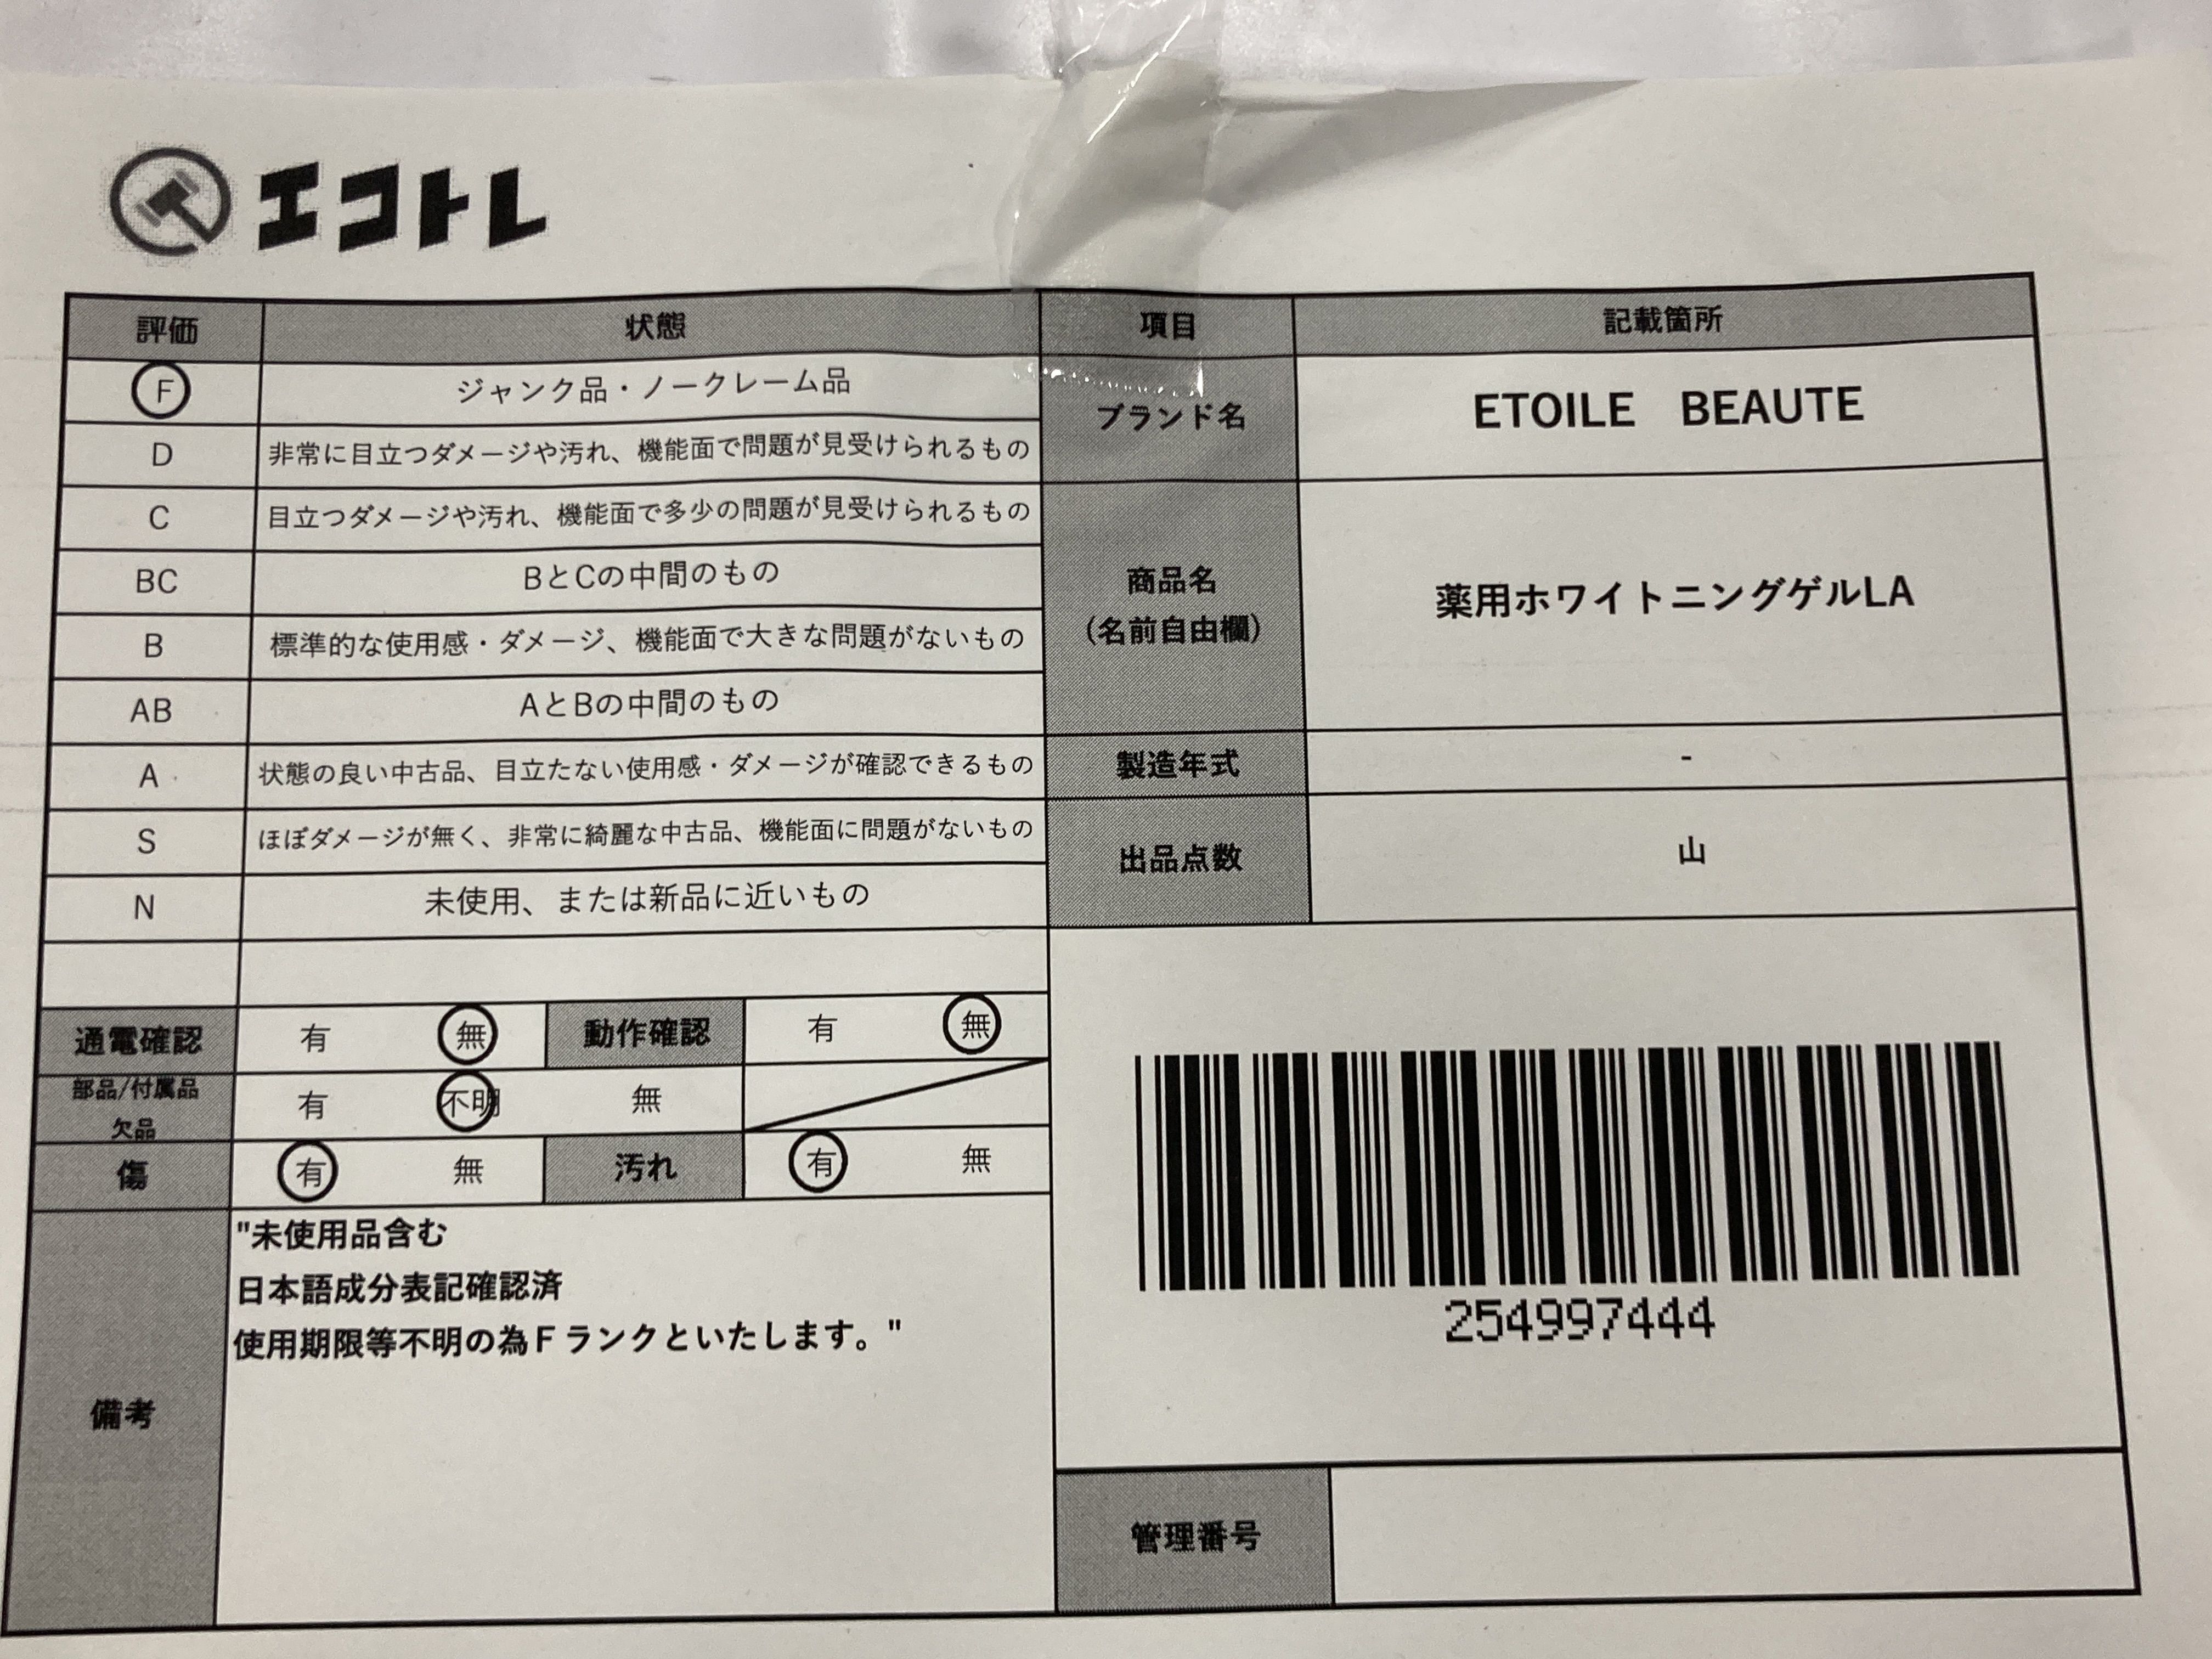 エコトレ
評価 状態 項目 記載箇所
F ジャンク品・ノークレーム品
D 非常に目立つダメージや汚れ、機能面で問題が見受けられるもの
C 目立つダメージや汚れ、機能面で多少の問題が見受けられるもの
BC BとCの中間のもの
B 標準的な使用感・ダメージ、機能面で大きな問題がないもの
AB AとBの中間のもの
A 状態の良い中古品、目立たない使用感・ダメージが確認できるもの
S ほぼダメージが無く、非常に綺麗な中古品、機能面に問題がないもの
N 未使用、または新品に近いもの
通電確認 有 無 動作確認 有 無
部品/付属品
欠品
有 不明 無
傷 有 無 汚れ 有 無
備考
"未使用品含む
日本語成分表記確認済
使用期限等不明の為Fランクといたします。"
ブランド名 ETOILE BEAUTE
商品名
(名前自由欄)
薬用ホワイトニングゲルLA
製造年式 -
出品点数 山
254997444
管理番号